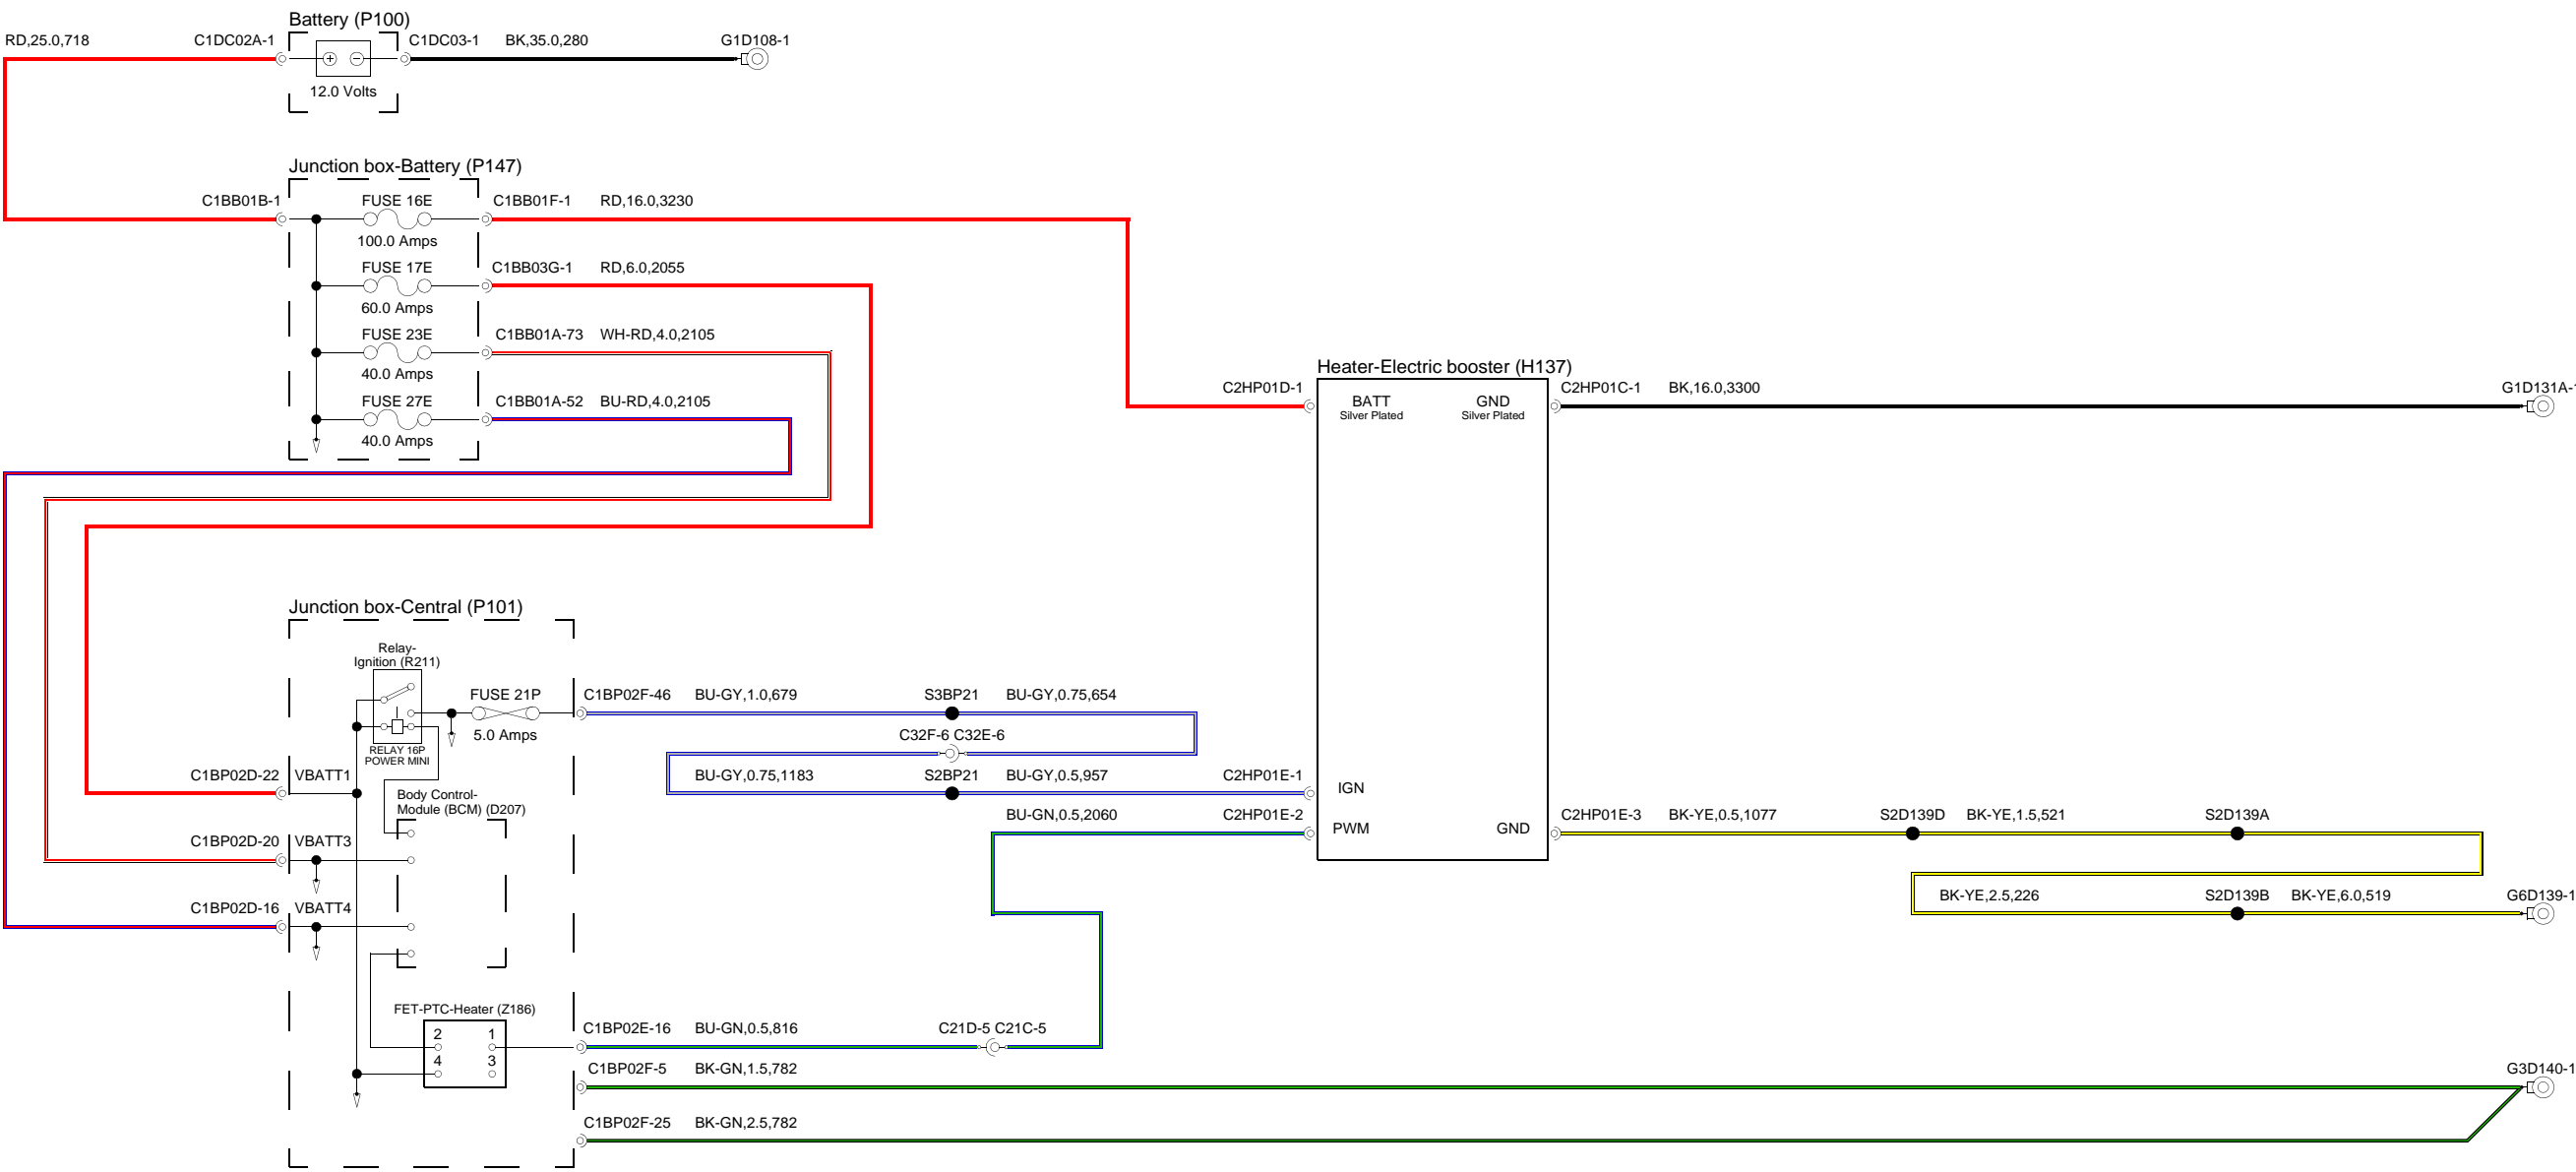 Battery (P100)
RD,25.0,718 C1DC02A-1 C1DC03-1 BK,35.0,280 G1D108-1
12.0 Volts
Junction box-Battery (P147)
C1BB01B-1 FUSE 16E C1BB01F-1 RD,16.0,3230
100.0 Amps
FUSE 17E C1BB03G-1 RD,6.0,2055
60.0 Amps
FUSE 23E C1BB01A-73 WH-RD,4.0,2105
40.0 Amps
FUSE 27E C1BB01A-52 BU-RD,4.0,2105
40.0 Amps
Heater-Electric booster (H137)
C2HP01D-1 BATT GND C2HP01C-1 BK,16.0,3300 G1D131A-1
Silver Plated Silver Plated
Junction box-Central (P101)
Relay-
Ignition (R211)
FUSE 21P C1BP02F-46 BU-GY,1.0,679 S3BP21 BU-GY,0.75,654
5.0 Amps C32F-6 C32E-6
RELAY 16P
POWER MINI
C1BP02D-22 VBATT1 BU-GY,0.75,1183 S2BP21 BU-GY,0.5,957 C2HP01E-1
IGN
Body Control-
Module (BCM) (D207)
BU-GN,0.5,2060 C2HP01E-2 PWM GND C2HP01E-3 BK-YE,0.5,1077 S2D139D BK-YE,1.5,521 S2D139A
C1BP02D-20 VBATT3
BK-YE,2.5,226 S2D139B BK-YE,6.0,519 G6D139-1
C1BP02D-16 VBATT4
FET-PTC-Heater (Z186)
2 1 C1BP02E-16 BU-GN,0.5,816 C21D-5 C21C-5
4 3
C1BP02F-5 BK-GN,1.5,782 G3D140-1
C1BP02F-25 BK-GN,2.5,782